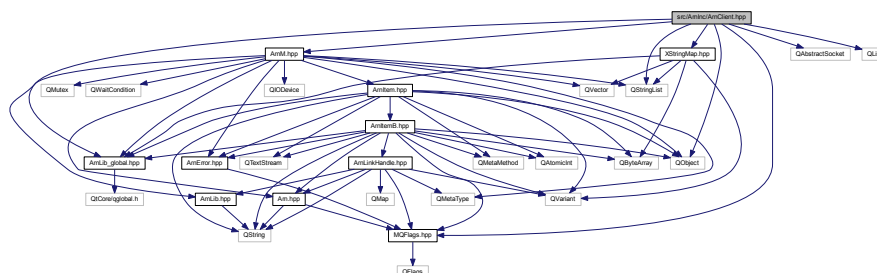 src/ArnInc/ArnClient.hpp
ArnM.hpp
XStringMap.hpp
QAbstractSocket
QMutex
QWaitCondition
QIODevice
ArnItem.hpp
QVector
QStringList
ArnItemB.hpp
ArnLib_global.hpp
ArnError.hpp
QTextStream
ArnLinkHandle.hpp
QMetaMethod
QAtomicInt
QByteArray
QObject
QtCore/qglobal.h
ArnLib.hpp
Arn.hpp
QMap
QMetaType
QVariant
QString
MQFlags.hpp
QFlags